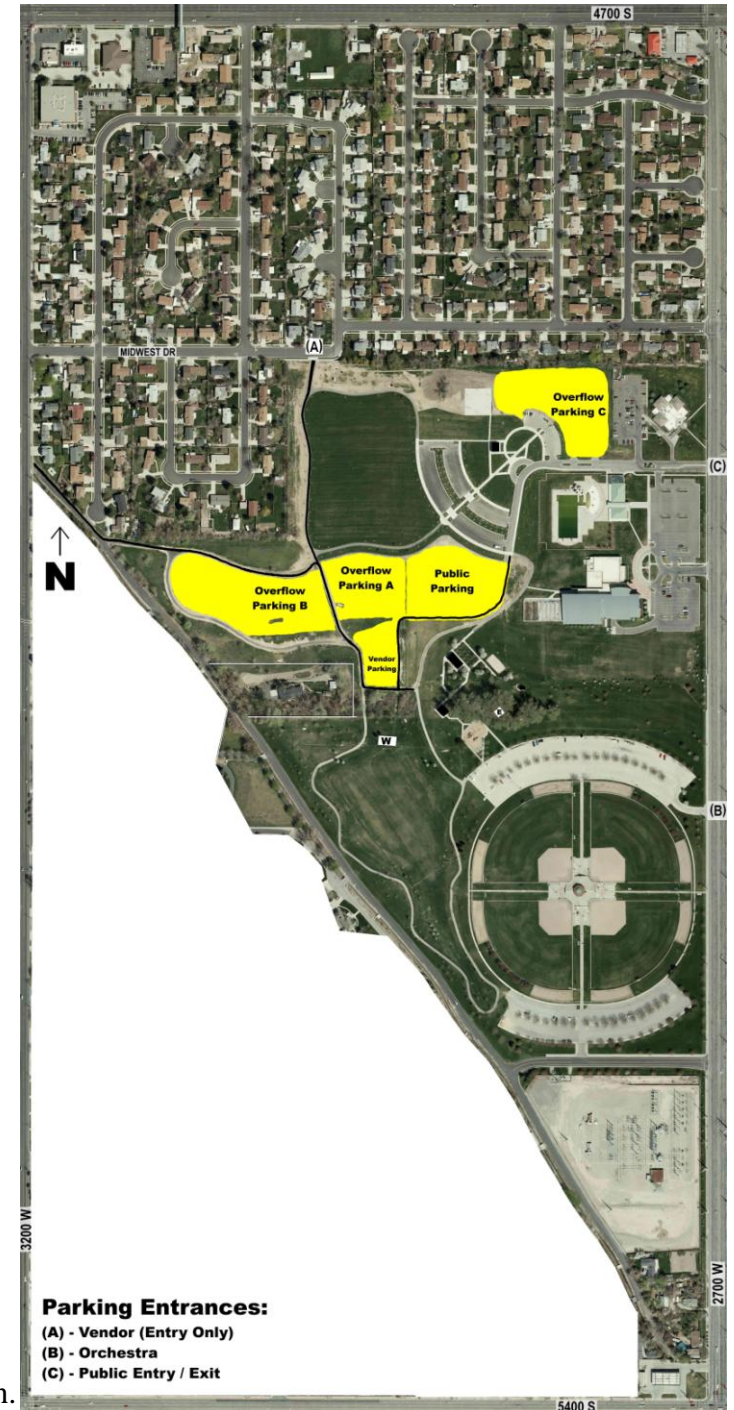 4700 S
MIDWEST DR
(A)
Overflow
Parking C
(C)
N
Overflow
Parking B
Overflow
Parking A
Public
Parking
Vendor
Parking
W
(B)
3200 W
2700 W
Parking Entrances:
(A) - Vendor (Entry Only)
(B) - Orchestra
(C) - Public Entry / Exit
5400 S
n.